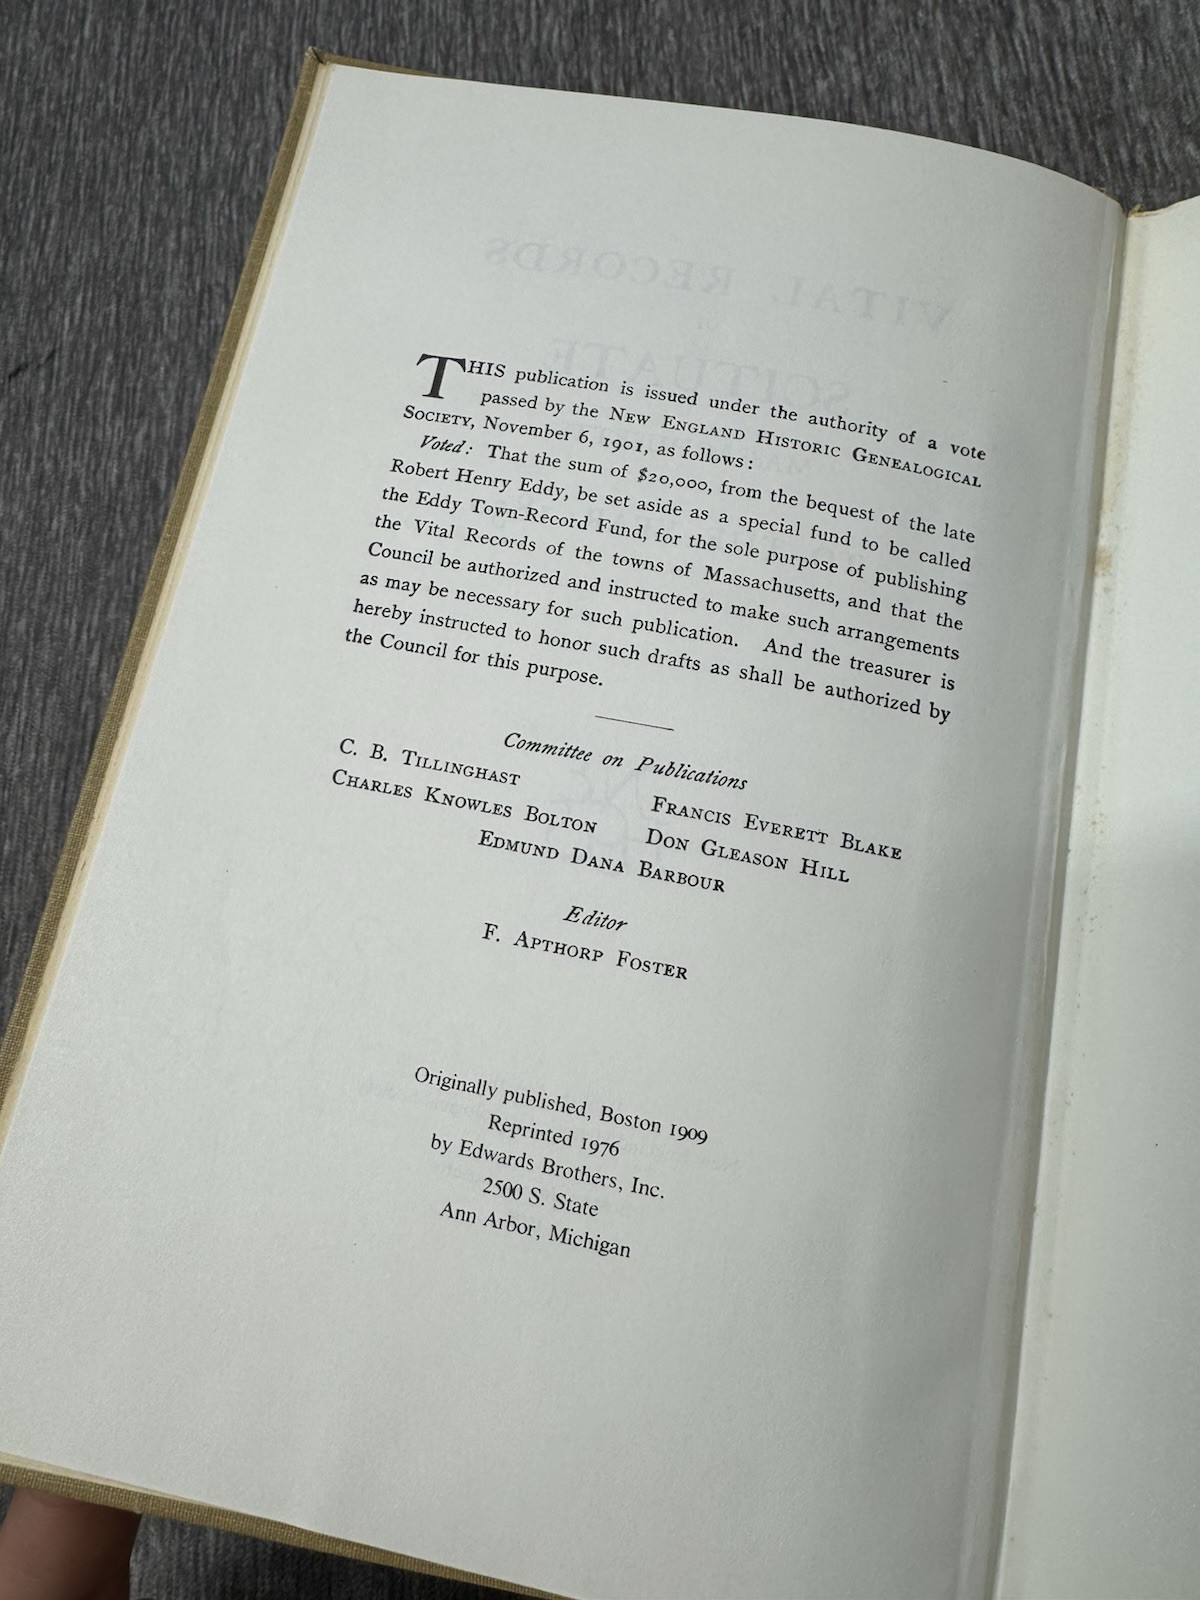 THIS publication is issued under the authority of a vote
passed by the NEW ENGLAND HISTORIC GENEALOGICAL
SOCIETY, November 6, 1901, as follows:
Voted: That the sum of $20,000, from the bequest of the late
Robert Henry Eddy, be set aside as a special fund to be called
the Eddy Town-Record Fund, for the sole purpose of publishing
the Vital Records of the towns of Massachusetts, and that the
Council be authorized and instructed to make such arrangements
as may be necessary for such publication. And the treasurer is
hereby instructed to honor such drafts as shall be authorized by
the Council for this purpose.
Committee on Publications
C. B. TILLINGHAST FRANCIS EVERETT BLAKE
CHARLES KNOWLES BOLTON DON GLEASON HILL
EDMUND DANA BARBOUR
Editor
F. APTHORP FOSTER
Originally published, Boston 1909
Reprinted 1976
by Edwards Brothers, Inc.
2500 S. State
Ann Arbor, Michigan